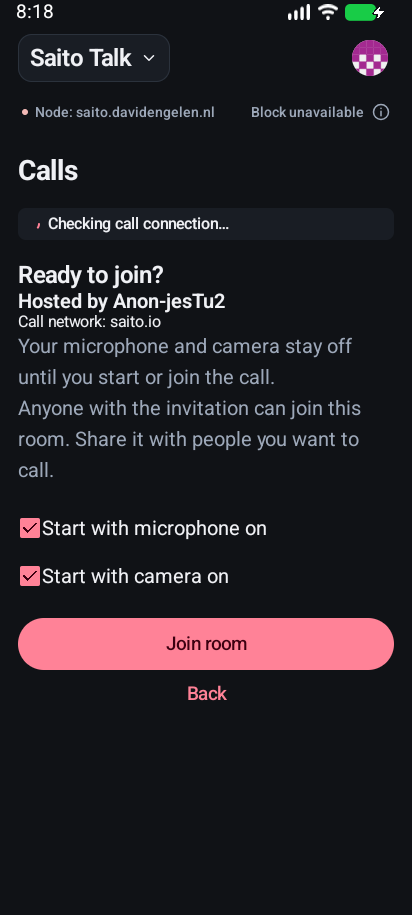 8:18
Saito Talk
Node: saito.davidengelen.nl
Block unavailable
Calls
Checking call connection...
Ready to join?
Hosted by Anon-jesTu2
Call network: saito.io
Your microphone and camera stay off
until you start or join the call.
Anyone with the invitation can join this
room. Share it with people you want to
call.
Start with microphone on
Start with camera on
Join room
Back